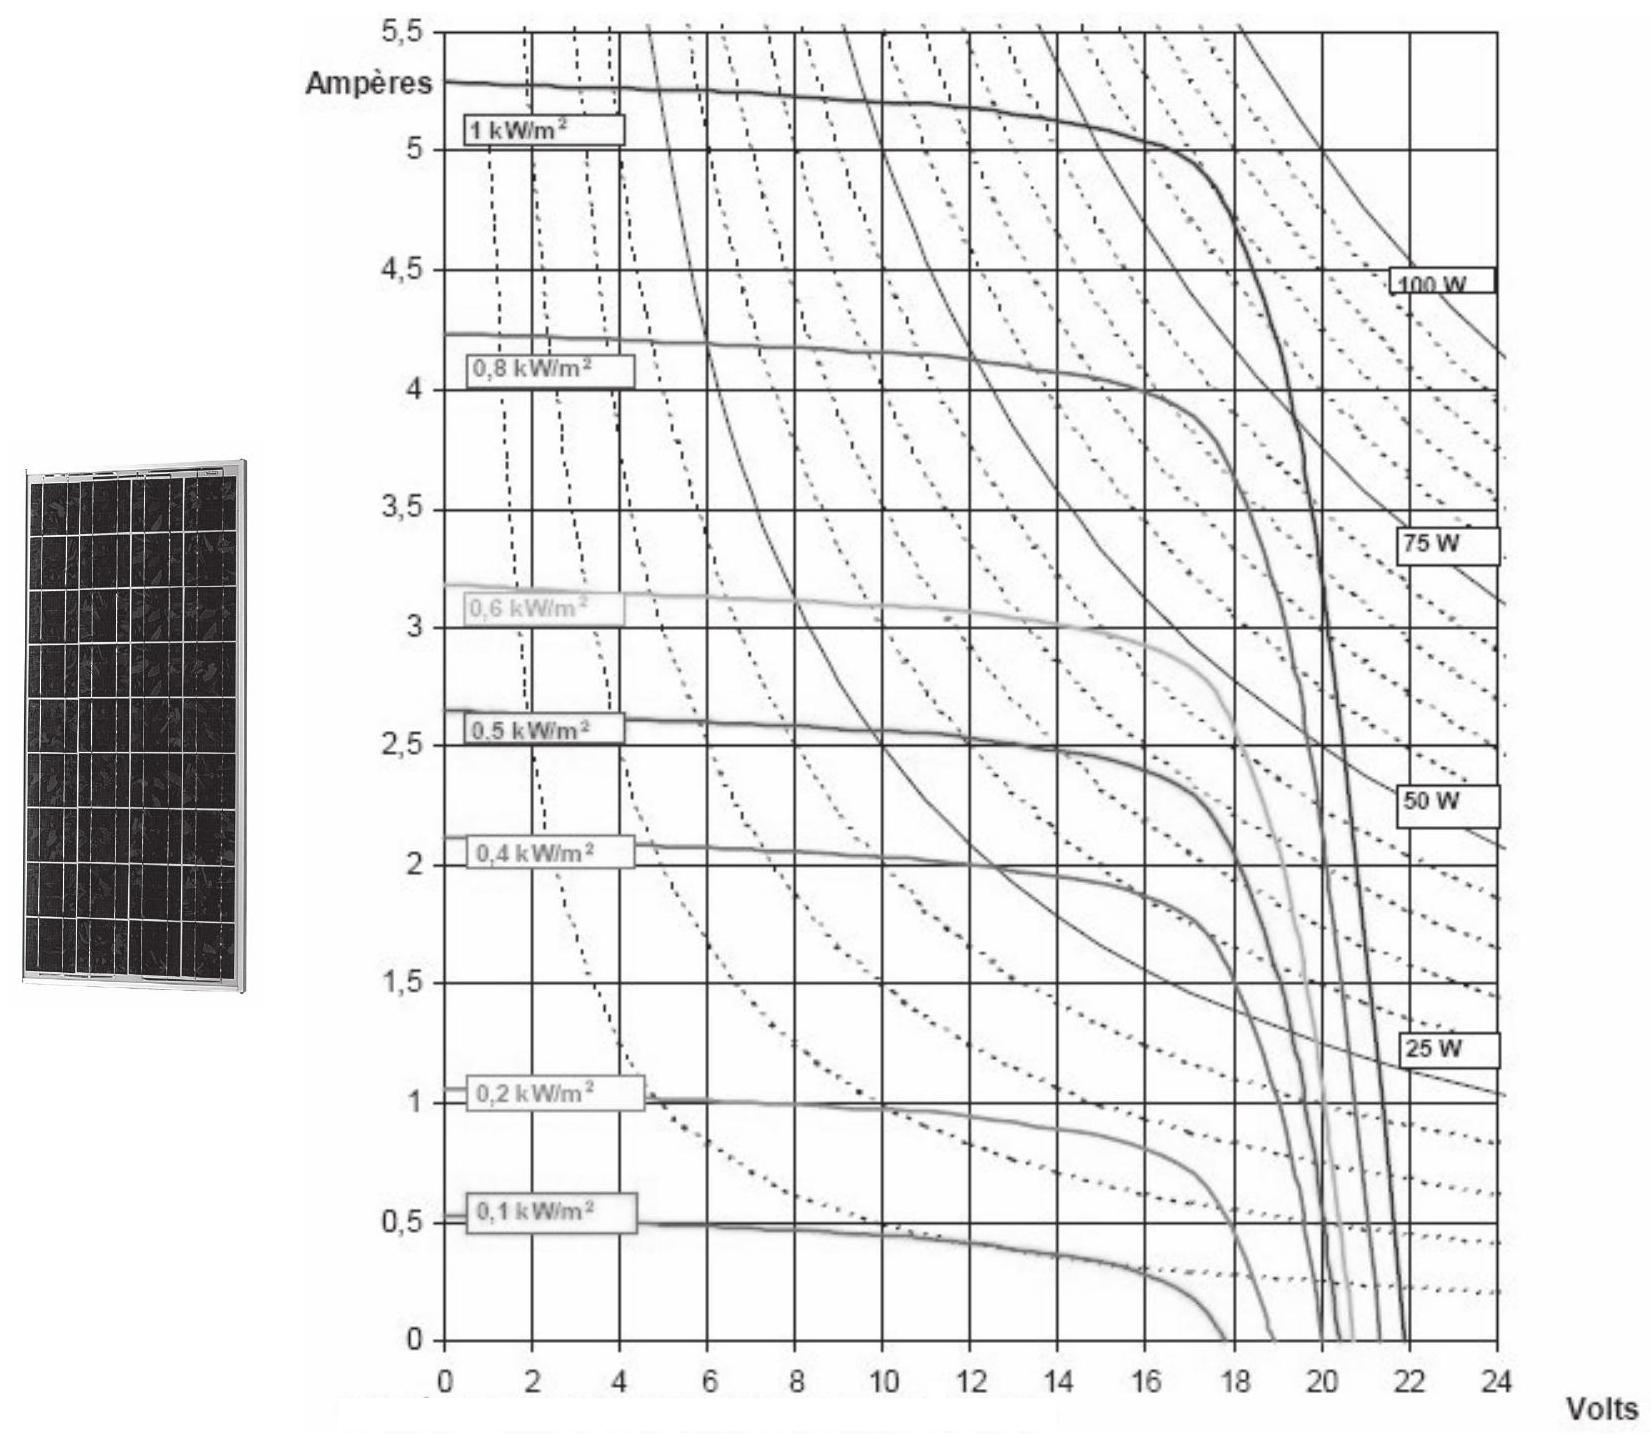 5,5
Ampères
1 kW/m²
5
4,5
100 W
0,8 kW/m²
4
3,5
75 W
0,6 kW/m²
3
0.5 kW/m²
2,5
50 W
0,4 kW/m²
2
1,5
25 W
0,2 kW/m²
1
0,1 kW/m²
0,5
0
0 2 4 6 8 10 12 14 16 18 20 22 24
Volts